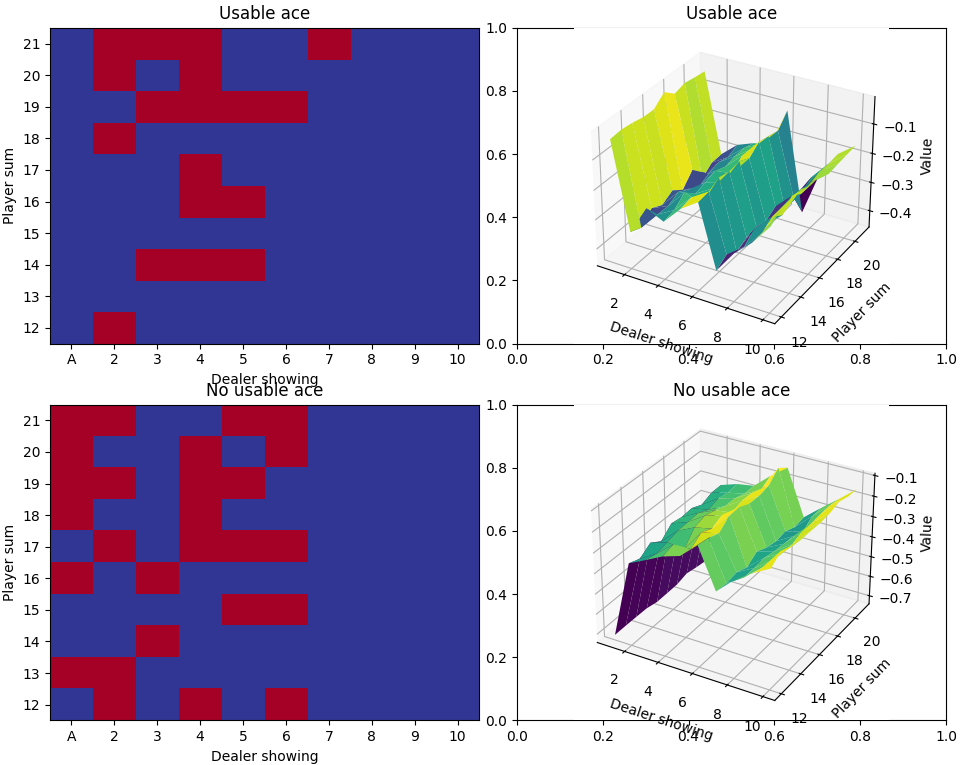 Usable ace
21
20
19
18
17
16
15
14
13
12
Player sum
A 2 3 4 5 6 7 8 9 10
Dealer showing
Usable ace
1.0
0.8
0.6
0.4
0.2
0.0
0.0 0.2 0.4 0.6 0.8 1.0
2 4 6 8 10
Dealer showing
12 14 16 18 20
Player sum
−0.1
−0.2
−0.3
−0.4
Value
No usable ace
21
20
19
18
17
16
15
14
13
12
Player sum
A 2 3 4 5 6 7 8 9 10
Dealer showing
No usable ace
1.0
0.8
0.6
0.4
0.2
0.0
0.0 0.2 0.4 0.6 0.8 1.0
2 4 6 8 10
Dealer showing
12 14 16 18 20
Player sum
−0.1
−0.2
−0.3
−0.4
−0.5
−0.6
−0.7
Value